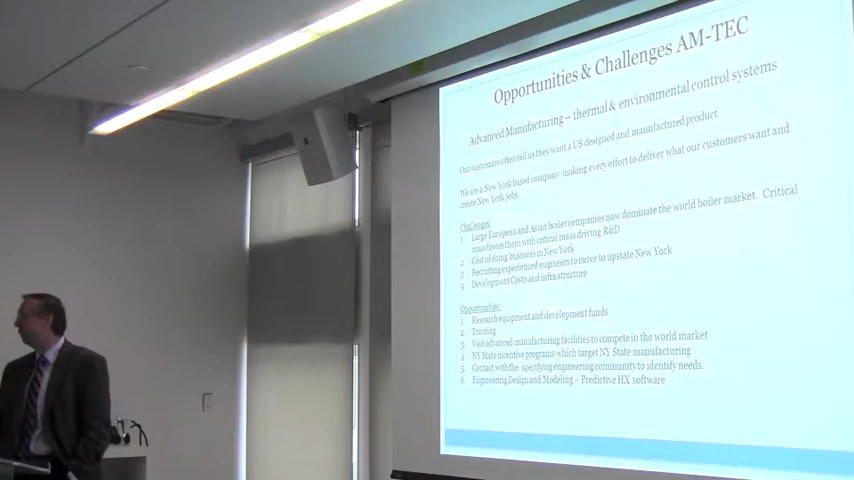 Opportunities & Challenges AM-TEC
Advanced Manufacturing – thermal & environmental control systems
Our customers often tell us they want a US designed and manufactured product.
We are a New York based company making every effort to deliver what our customers want and
create New York jobs.
Challenges:
1. Large European and Asian boiler companies now dominate the world boiler market. Critical
mass favors them with critical mass driving R&D
2. Cost of doing business in New York
3. Recruiting experienced engineers to move to upstate New York
4. Development Costs and infra structure
Opportunities:
1. Research equipment and development funds
2. Training
3. Visit advanced manufacturing facilities to compete in the world market
4. NY State incentive programs which target NY State manufacturing
5. Contact with the specifying engineering community to identify needs.
6. Engineering Design and Modeling – Predictive HX software